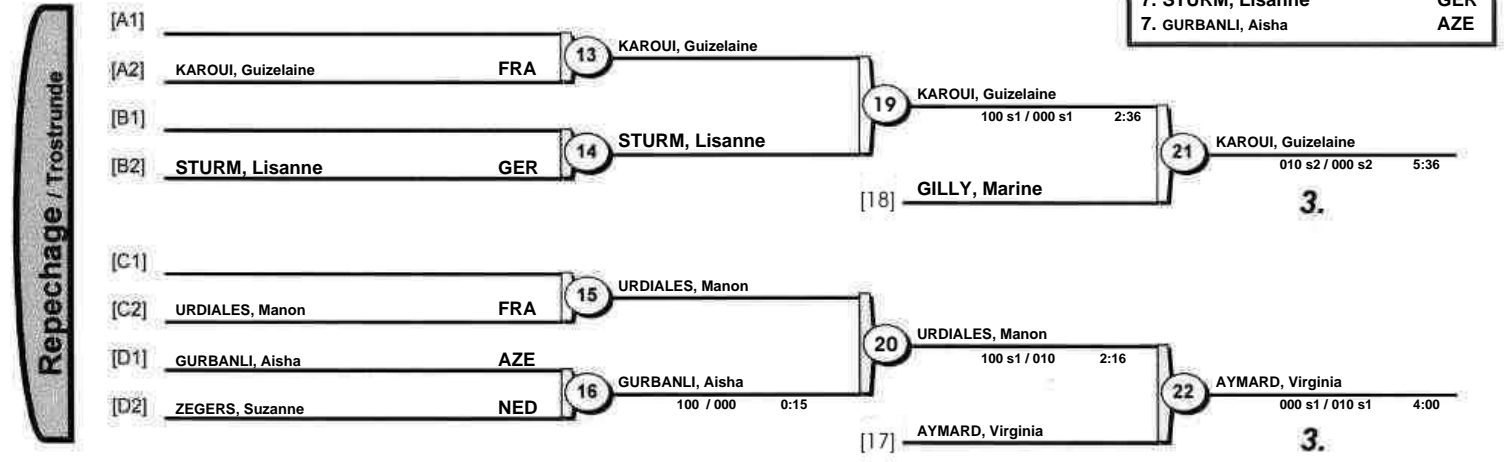 7. STURM, Lisanne GER
7. GURBANLI, Aisha AZE
Repechage / Trostrunde
[A1]
[A2] KAROUI, Guizelaine FRA
13 KAROUI, Guizelaine
[B1]
[B2] STURM, Lisanne GER
14 STURM, Lisanne
19 KAROUI, Guizelaine
100 s1 / 000 s1 2:36
[18] GILLY, Marine
21 KAROUI, Guizelaine
010 s2 / 000 s2 5:36
3.
[C1]
[C2] URDIALES, Manon FRA
15 URDIALES, Manon
[D1] GURBANLI, Aisha AZE
[D2] ZEGERS, Suzanne NED
16 GURBANLI, Aisha
100 / 000 0:15
20 URDIALES, Manon
100 s1 / 010 2:16
[17] AYMARD, Virginia
22 AYMARD, Virginia
000 s1 / 010 s1 4:00
3.